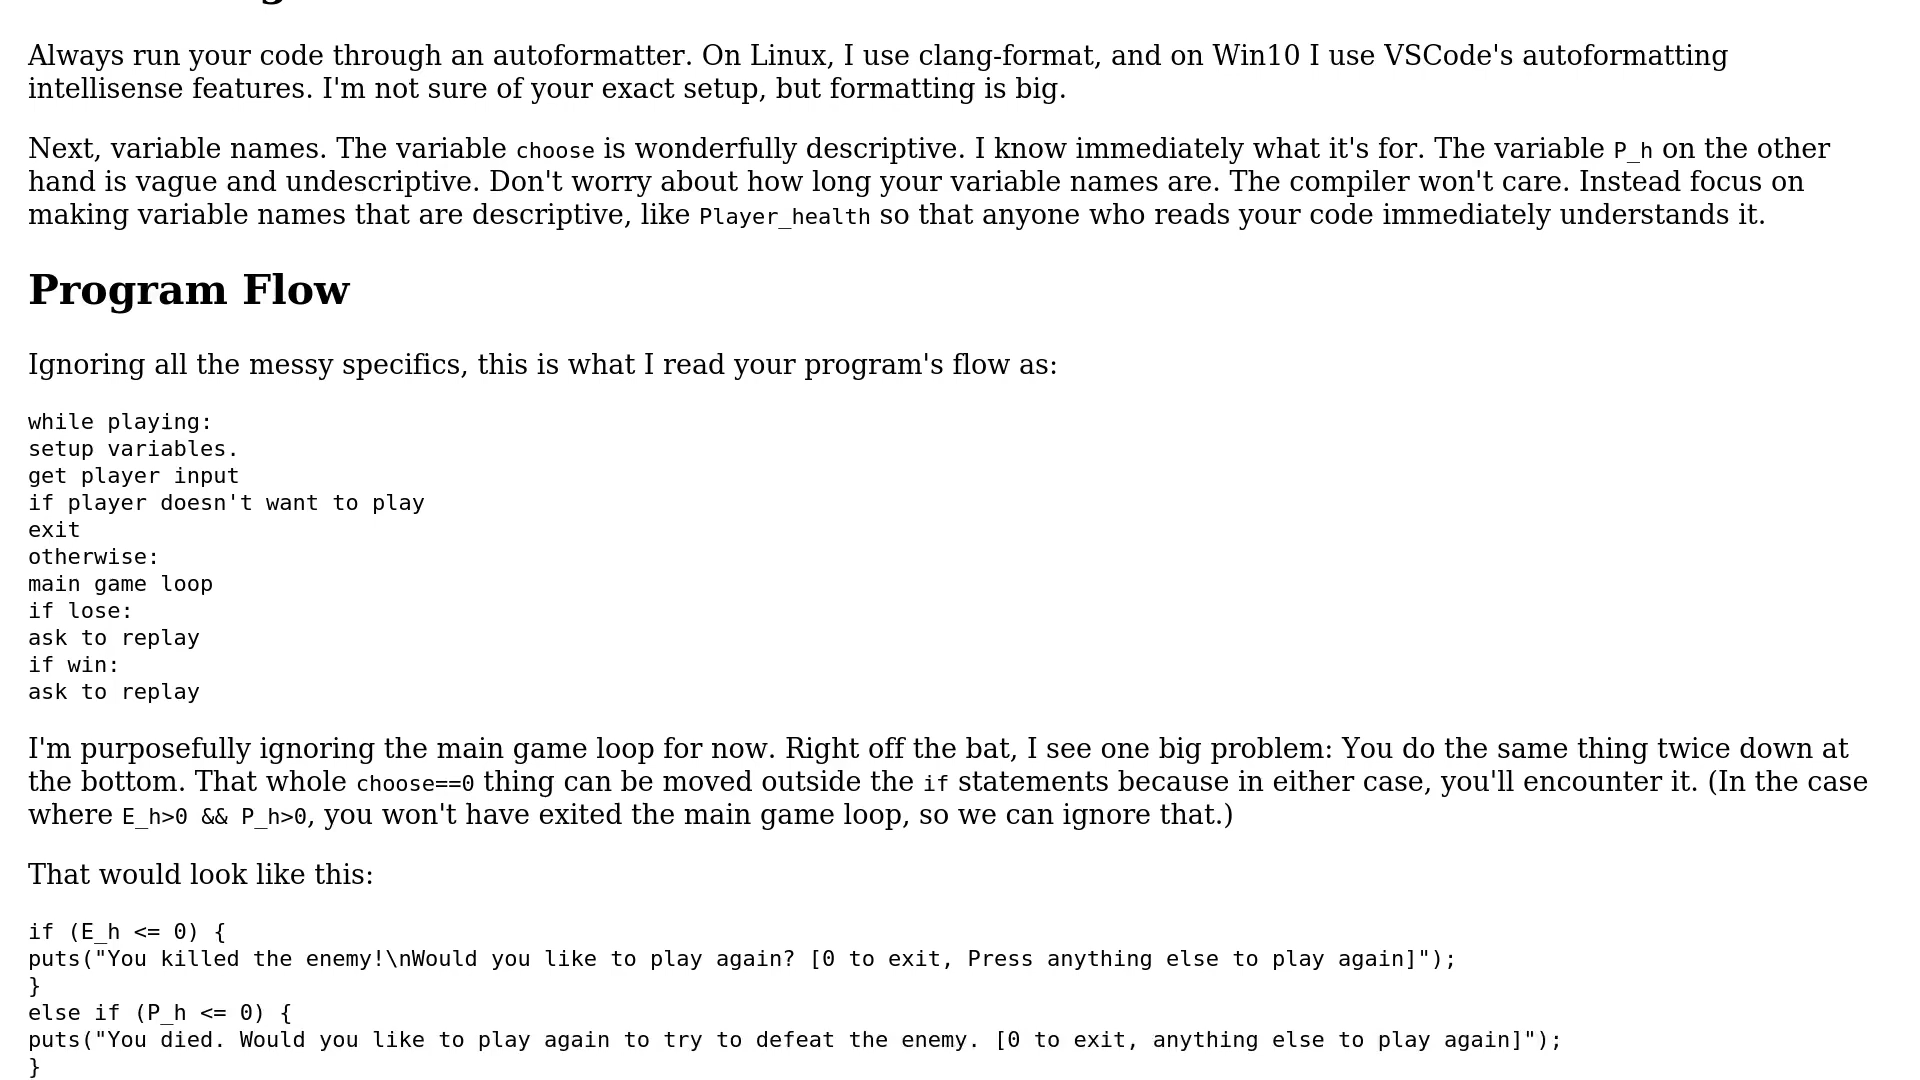 Always run your code through an autoformatter. On Linux, I use clang-format, and on Win10 I use VSCode's autoformatting
intellisense features. I'm not sure of your exact setup, but formatting is big.
Next, variable names. The variable choose is wonderfully descriptive. I know immediately what it's for. The variable P_h on the other
hand is vague and undescriptive. Don't worry about how long your variable names are. The compiler won't care. Instead focus on
making variable names that are descriptive, like Player_health so that anyone who reads your code immediately understands it.
Program Flow
Ignoring all the messy specifics, this is what I read your program's flow as:
while playing:
setup variables.
get player input
if player doesn't want to play
exit
otherwise:
main game loop
if lose:
ask to replay
if win:
ask to replay
I'm purposefully ignoring the main game loop for now. Right off the bat, I see one big problem: You do the same thing twice down at
the bottom. That whole choose==0 thing can be moved outside the if statements because in either case, you'll encounter it. (In the case
where E_h>0 && P_h>0, you won't have exited the main game loop, so we can ignore that.)
That would look like this:
if (E_h <= 0) {
puts("You killed the enemy!\nWould you like to play again? [0 to exit, Press anything else to play again]");
}
else if (P_h <= 0) {
puts("You died. Would you like to play again to try to defeat the enemy. [0 to exit, anything else to play again]");
}